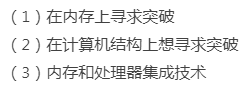 （1）在内存上寻求突破
（2）在计算机结构上想寻求突破
（3）内存和处理器集成技术